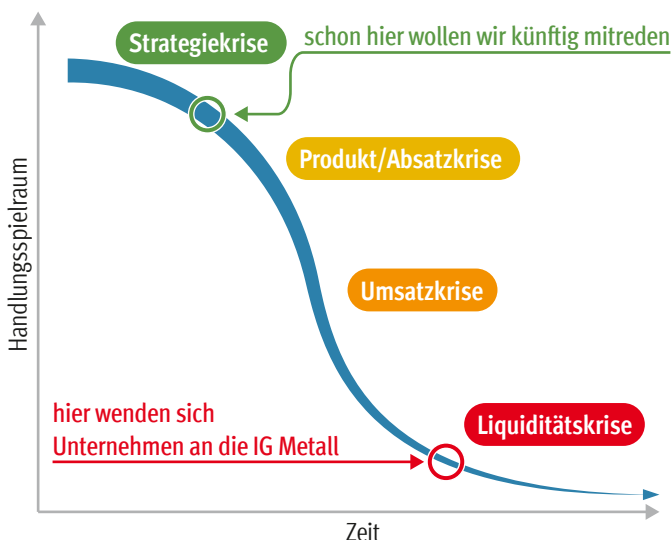 Strategiekrise
schon hier wollen wir künftig mitreden
Produkt/Absatzkrise
Handlungsspielraum
Umsatzkrise
hier wenden sich
Unternehmen an die IG Metall
Liquiditätskrise
Zeit